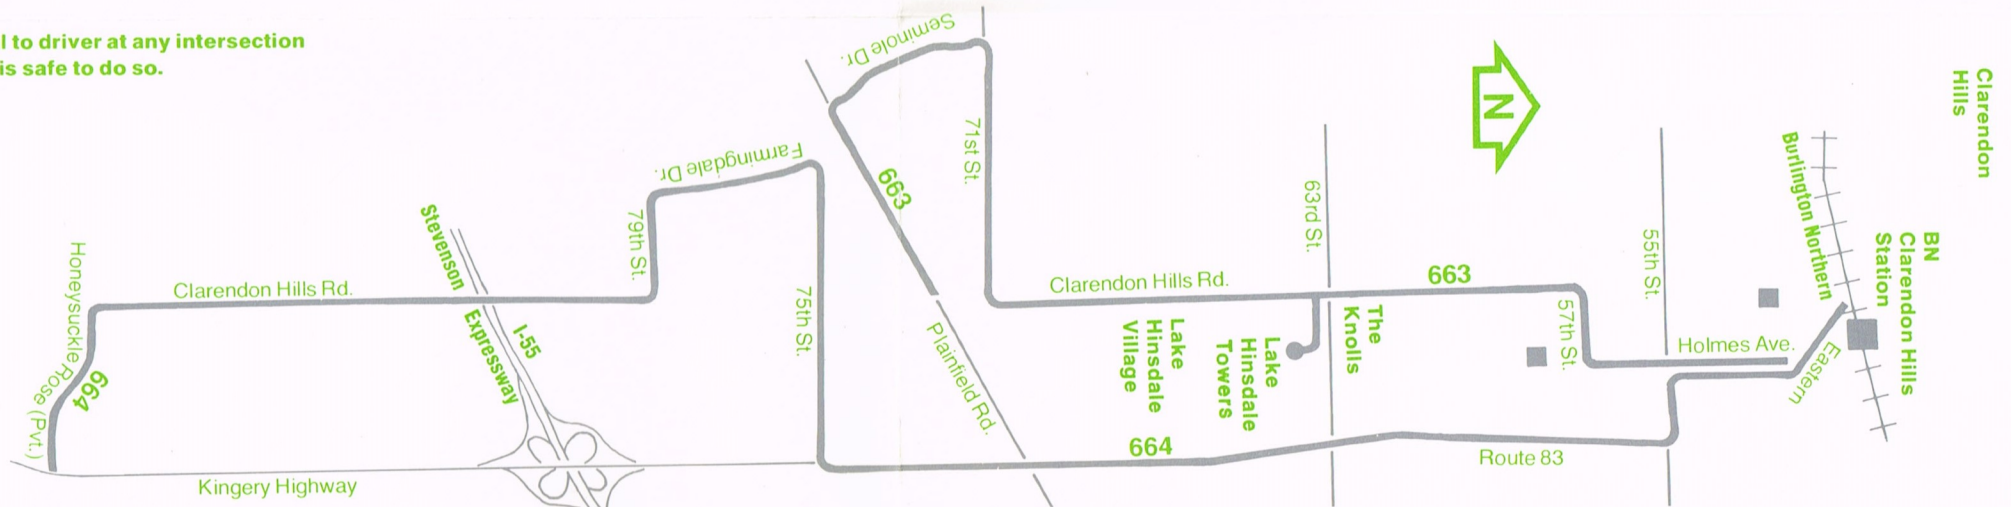 l to driver at any intersection
is safe to do so.
Seminole Dr.
71st St.
663
Farmingdale Dr.
79th St.
75th St.
Plainfield Rd.
Stevenson
Expressway
I-55
Clarendon Hills Rd.
Honeysuckle Rose (Pvt.)
664
Kingery Highway
N
Clarendon
Hills
Burlington Northern
BN
Clarendon Hills
Station
63rd St.
55th St.
Clarendon Hills Rd.
663
57th St.
The
Knolls
Lake
Hinsdale
Towers
Lake
Hinsdale
Village
Holmes Ave.
Eastern
664
Route 83